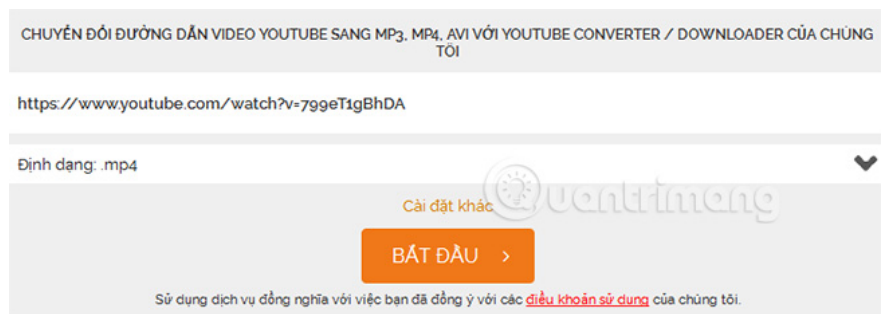 CHUYỂN ĐỔI ĐƯỜNG DẪN VIDEO YOUTUBE SANG MP3, MP4, AVI VỚI YOUTUBE CONVERTER / DOWNLOADER CỦA CHÚNG
TÔI
https://www.youtube.com/watch?v=799eT1gBhDA
Định dạng: .mp4
Cài đặt khác
Quantrimang
BẮT ĐẦU >
Sử dụng dịch vụ đồng nghĩa với việc bạn đã đồng ý với các điều khoản sử dụng của chúng tôi.